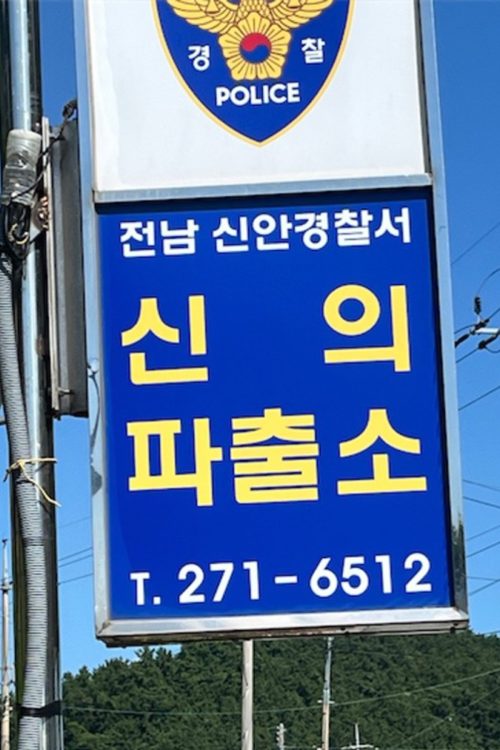 경 찰
POLICE
전남 신안경찰서
신 의
파출소
T. 271-6512